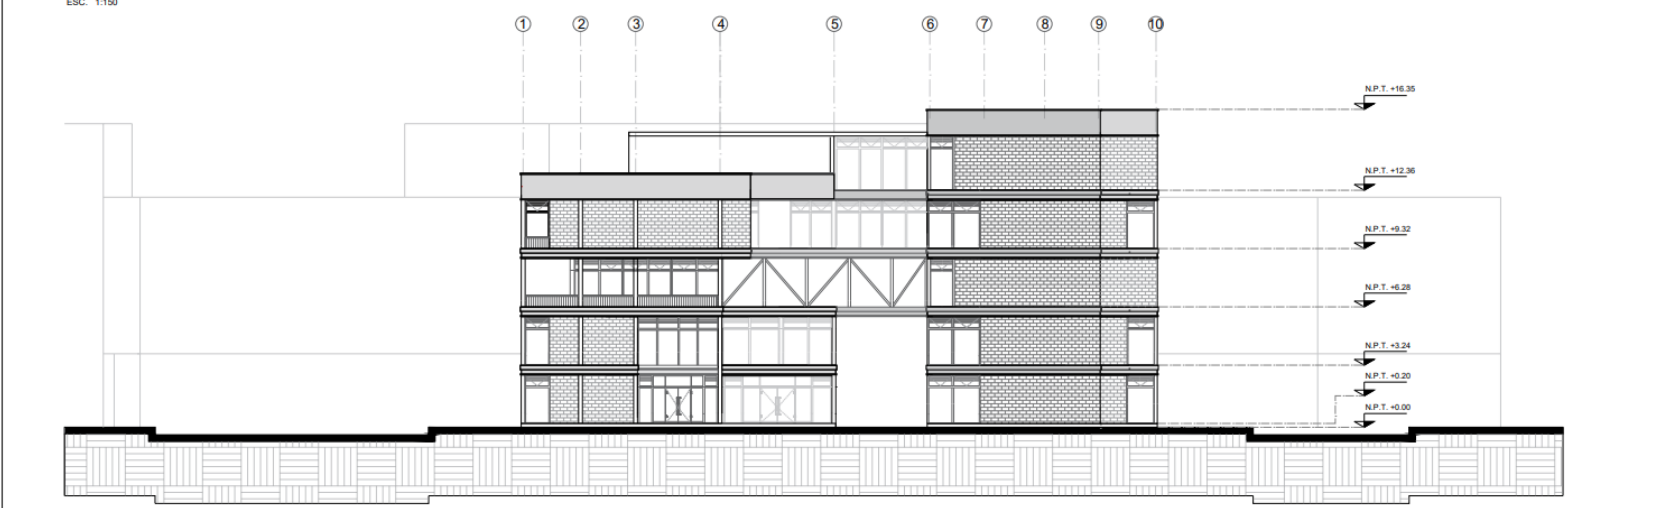 ESC. 1:150
1 2 3 4 5 6 7 8 9 10
N.P.T. +16.35
N.P.T. +12.36
N.P.T. +9.32
N.P.T. +6.28
N.P.T. +3.24
N.P.T. +0.20
N.P.T. +0.00